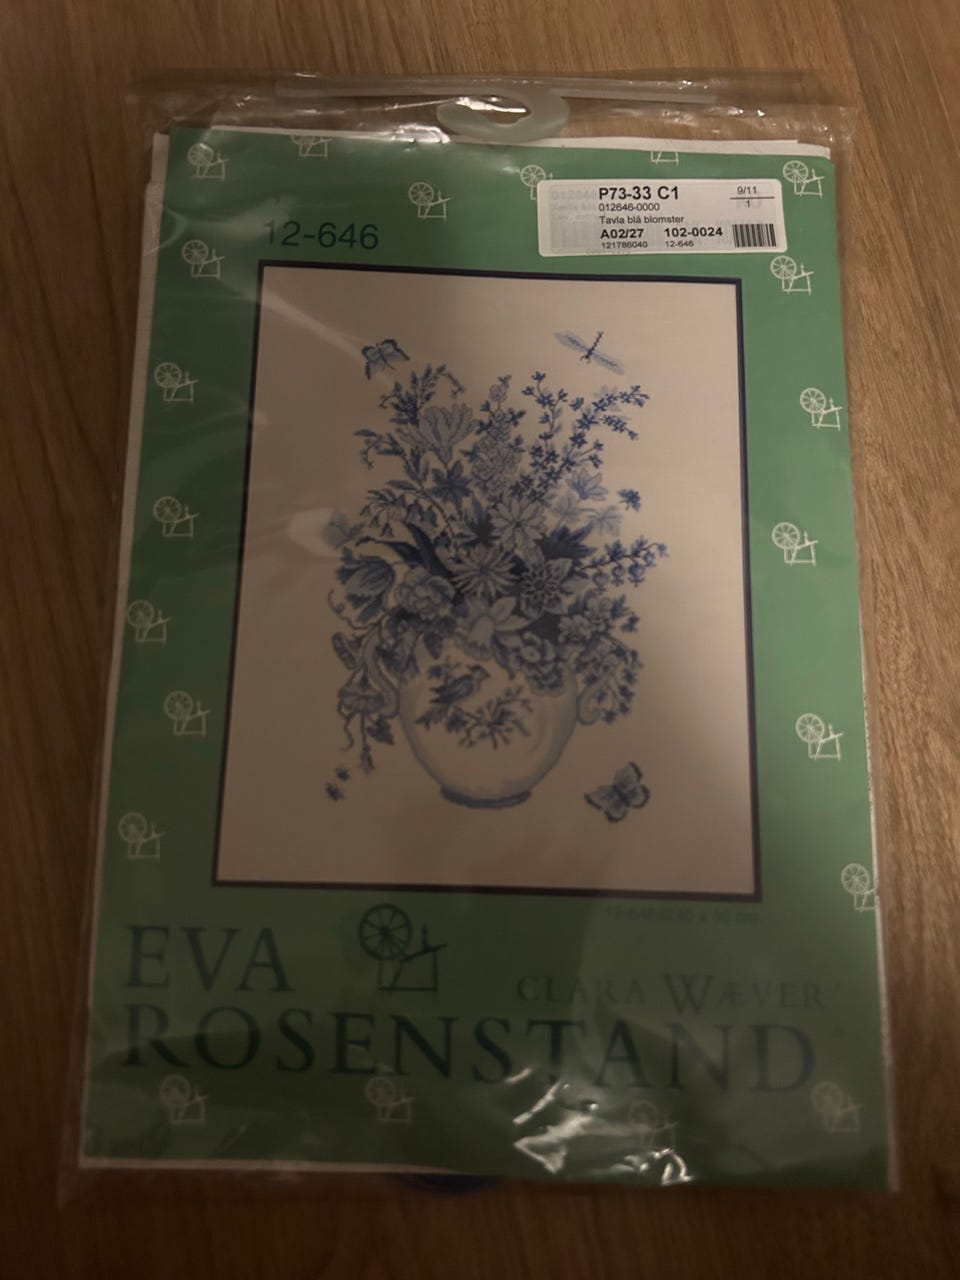 P73-33 C1
9/11
1
012646-0000
Tavla blå blomster
A02/27 102-0024
121786040 12-646
12-646
EVA
CLARA WÆVER
ROSENSTAND